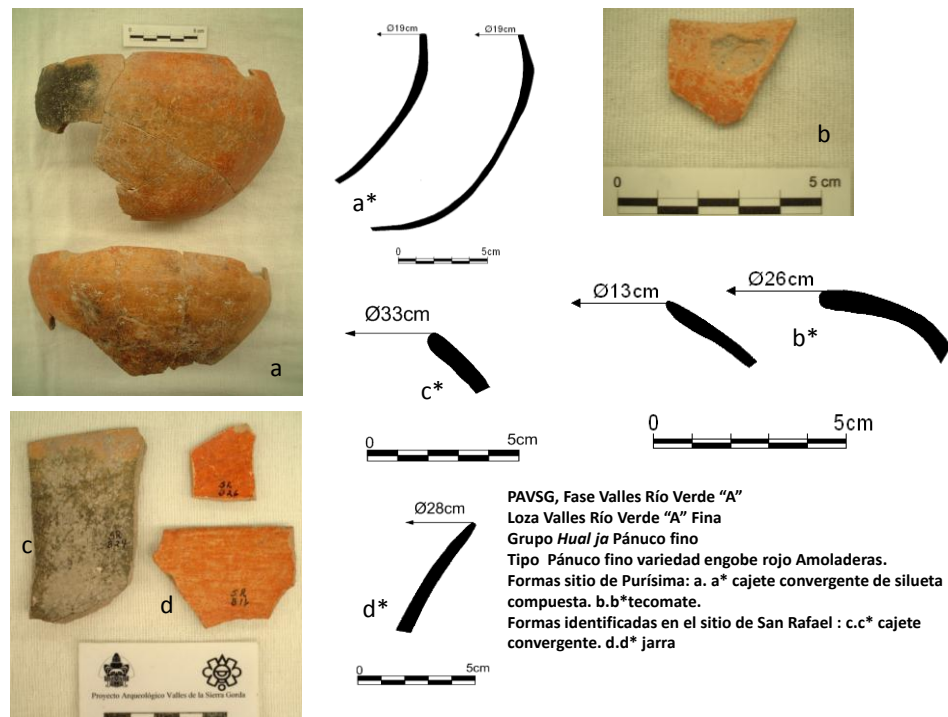 0 5 cm
a
Ø19cm
Ø19cm
a*
0 5cm
b
0 5 cm
Ø33cm
c*
0 5cm
Ø13cm
Ø26cm
b*
0 5cm
c
d
Proyecto Arqueológico Valles de la Sierra Gorda
Ø28cm
d*
0 5cm
PAVSG, Fase Valles Río Verde “A”
Loza Valles Río Verde “A” Fina
Grupo Hual ja Pánuco fino
Tipo Pánuco fino variedad engobe rojo Amoladeras.
Formas sitio de Purísima: a. a* cajete convergente de silueta
compuesta. b.b*tecomate.
Formas identificadas en el sitio de San Rafael : c.c* cajete
convergente. d.d* jarra